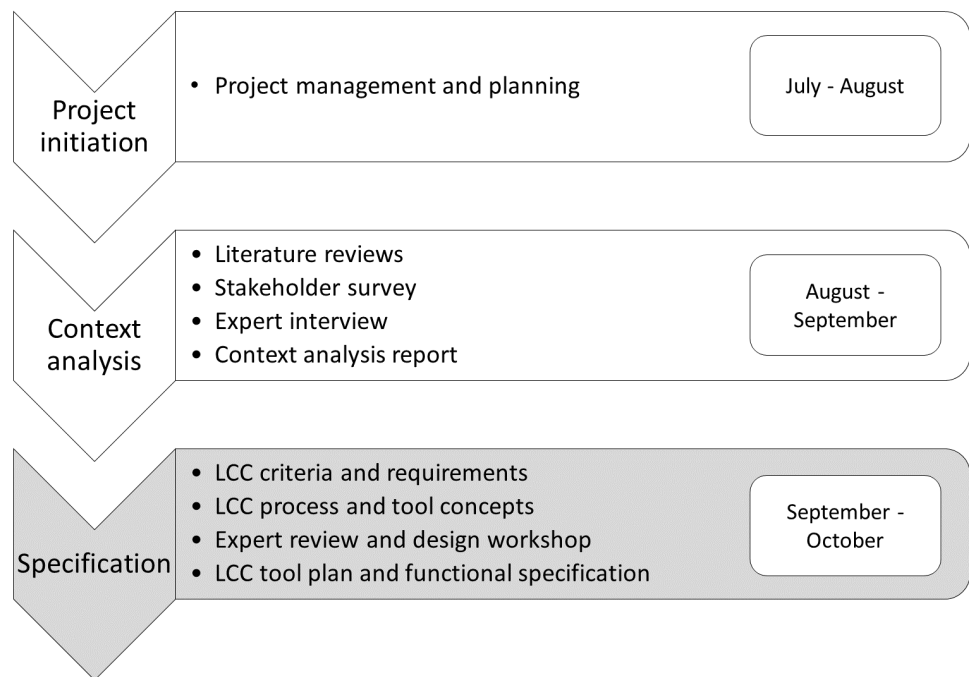 Project
initiation
• Project management and planning
July - August
Context
analysis
• Literature reviews
• Stakeholder survey
• Expert interview
• Context analysis report
August -
September
Specification
• LCC criteria and requirements
• LCC process and tool concepts
• Expert review and design workshop
• LCC tool plan and functional specification
September -
October